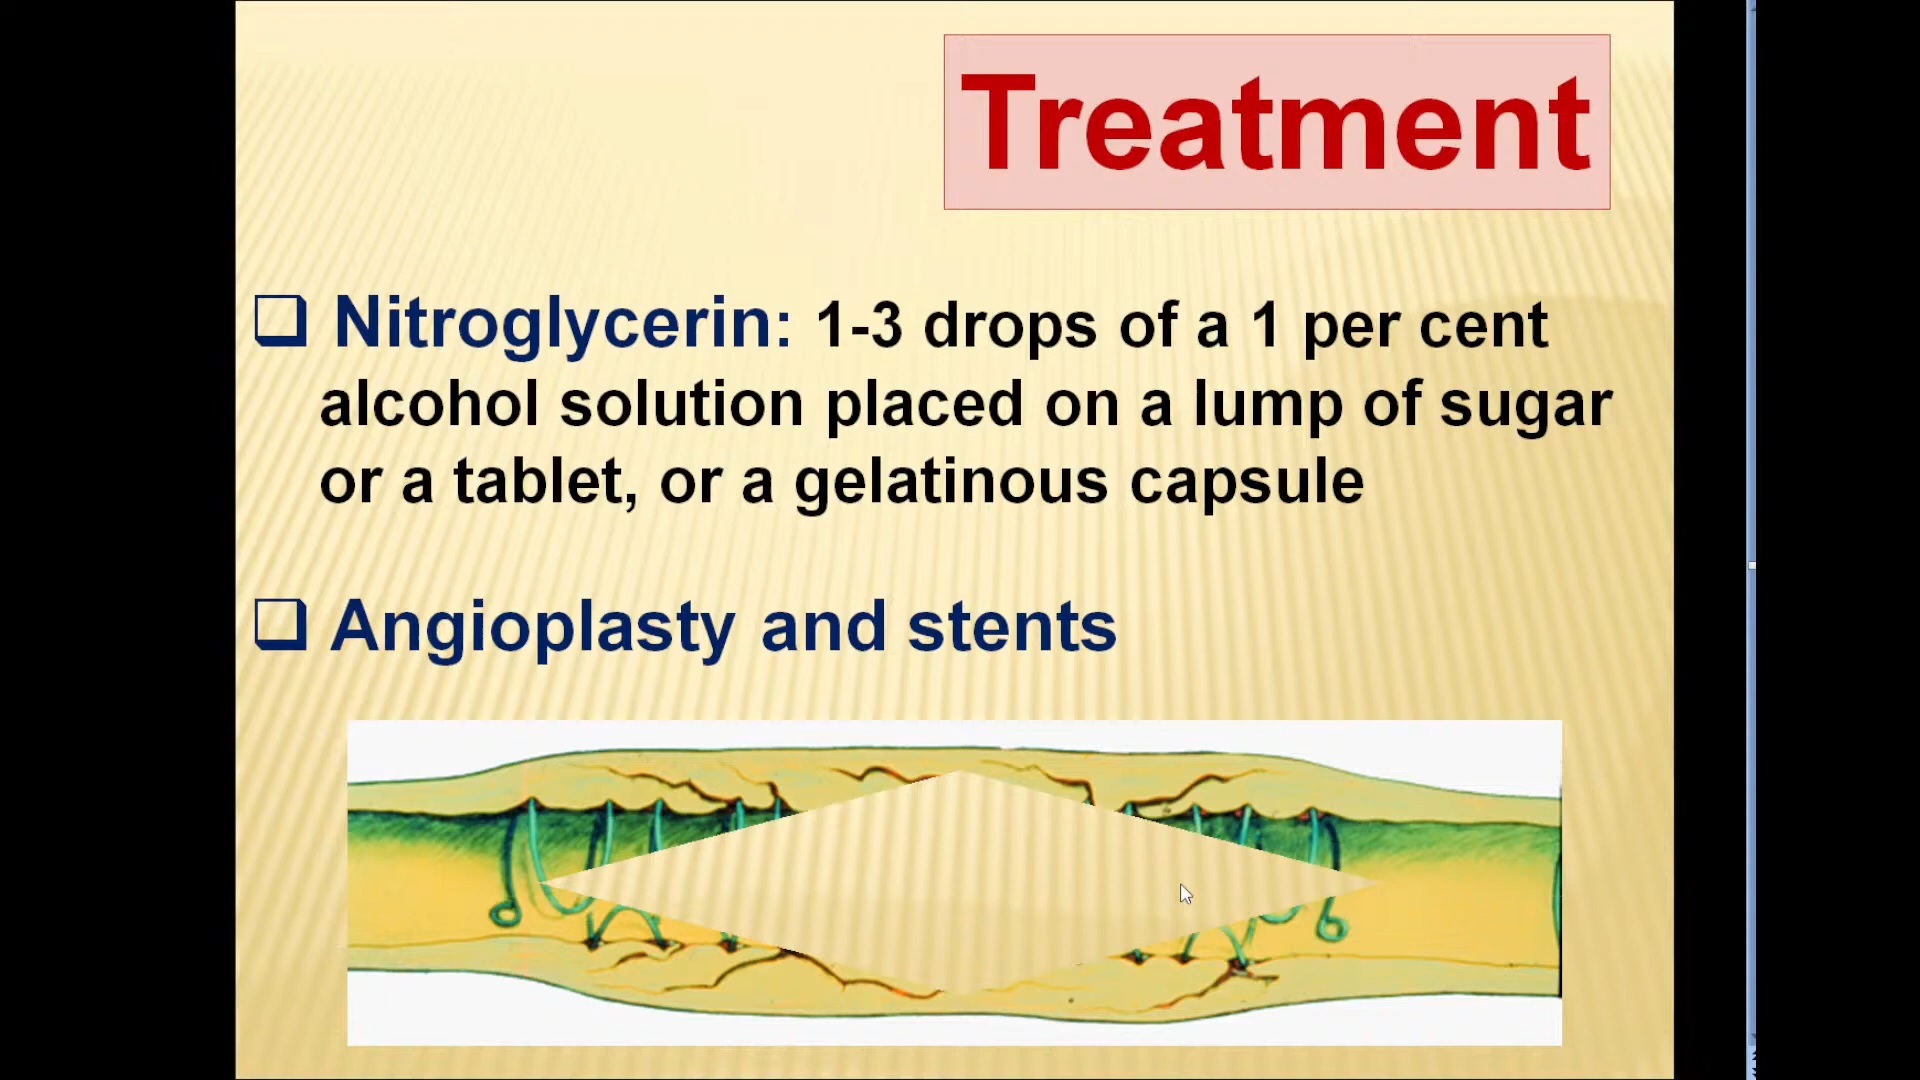 Treatment
Nitroglycerin: 1-3 drops of a 1 per cent
alcohol solution placed on a lump of sugar
or a tablet, or a gelatinous capsule
Angioplasty and stents